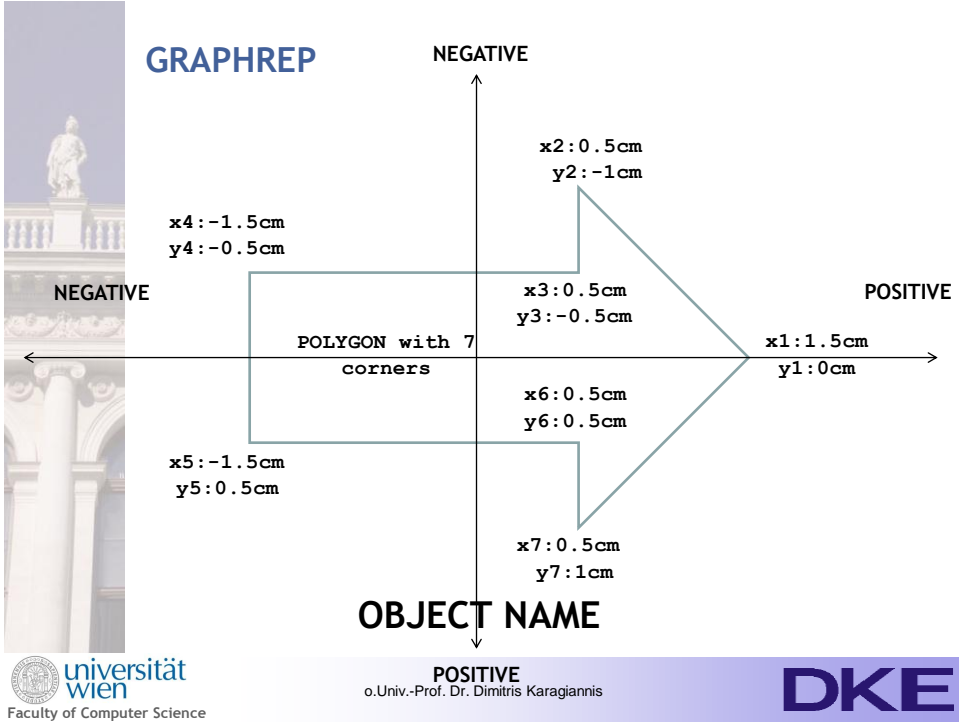 GRAPHREP
NEGATIVE
x2:0.5cm
y2:-1cm
x4:-1.5cm
y4:-0.5cm
NEGATIVE
x3:0.5cm
y3:-0.5cm
POSITIVE
POLYGON with 7
corners
x1:1.5cm
y1:0cm
x6:0.5cm
y6:0.5cm
x5:-1.5cm
y5:0.5cm
x7:0.5cm
y7:1cm
OBJECT NAME
universität
wien
Faculty of Computer Science
POSITIVE
o.Univ.-Prof. Dr. Dimitris Karagiannis
DKE